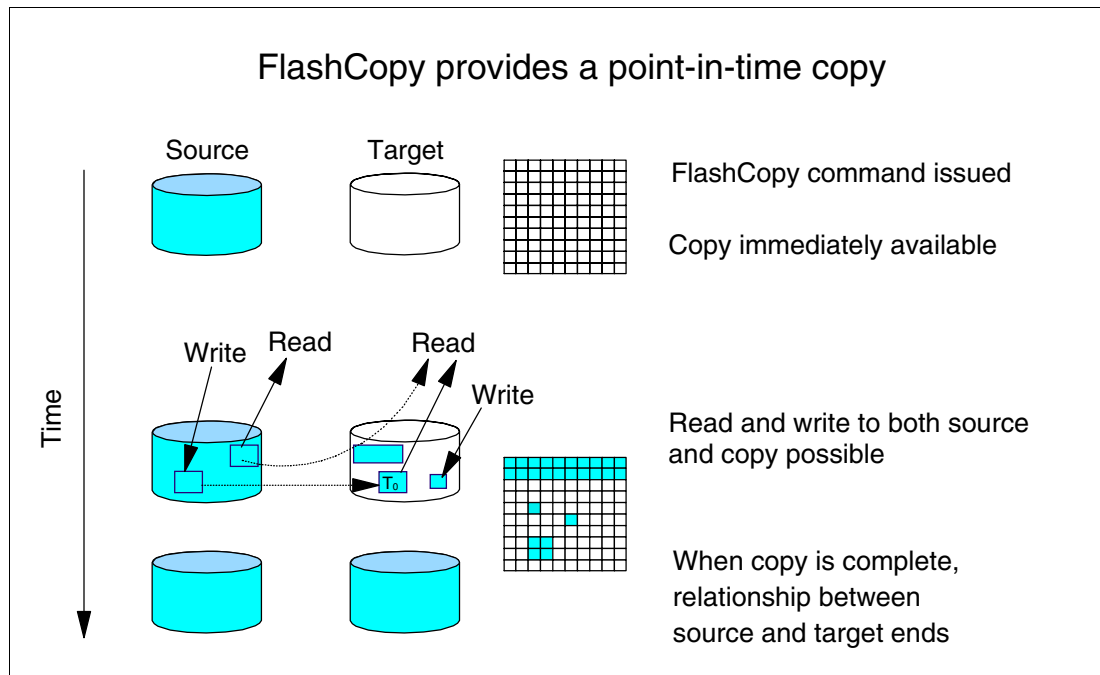 FlashCopy provides a point-in-time copy
Source
Target
FlashCopy command issued
Copy immediately available
Time
Write
Read
Read
Write
T0
Read and write to both source
and copy possible
When copy is complete,
relationship between
source and target ends